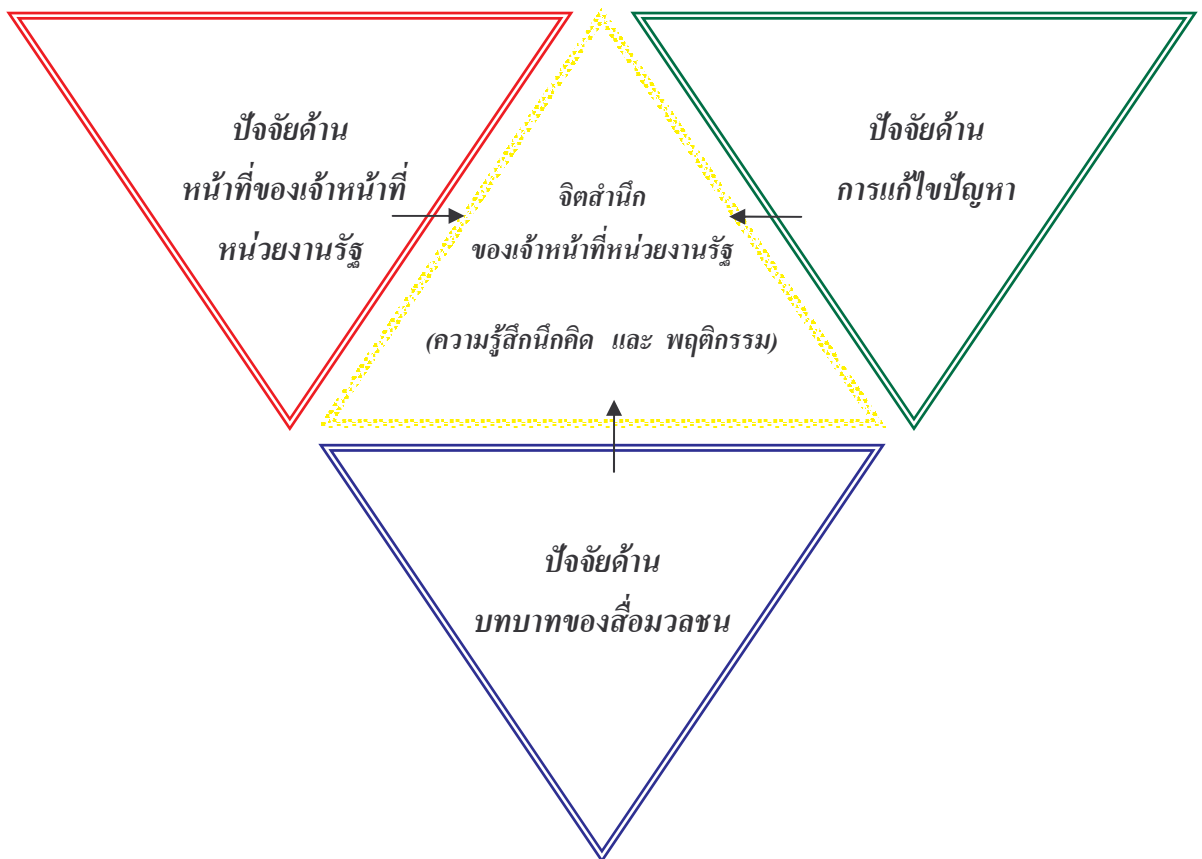 ปัจจัยด้าน
หน้าที่ของเจ้าหน้าที่
หน่วยงานรัฐ
จิตสำนึก
ของเจ้าหน้าที่หน่วยงานรัฐ
(ความรู้สึกนึกคิด และ พฤติกรรม)
ปัจจัยด้าน
การแก้ไขปัญหา
ปัจจัยด้าน
บทบาทของสื่อมวลชน